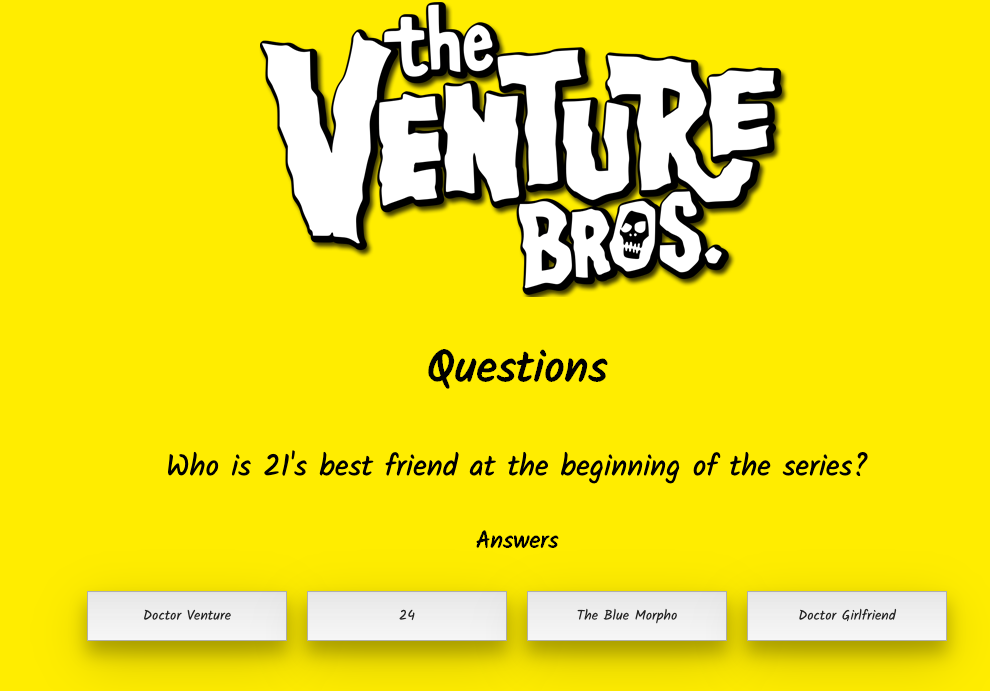 the
VENTURE
BROS.
Questions
Who is 21's best friend at the beginning of the series?
Answers
Doctor Venture
24
The Blue Morpho
Doctor Girlfriend